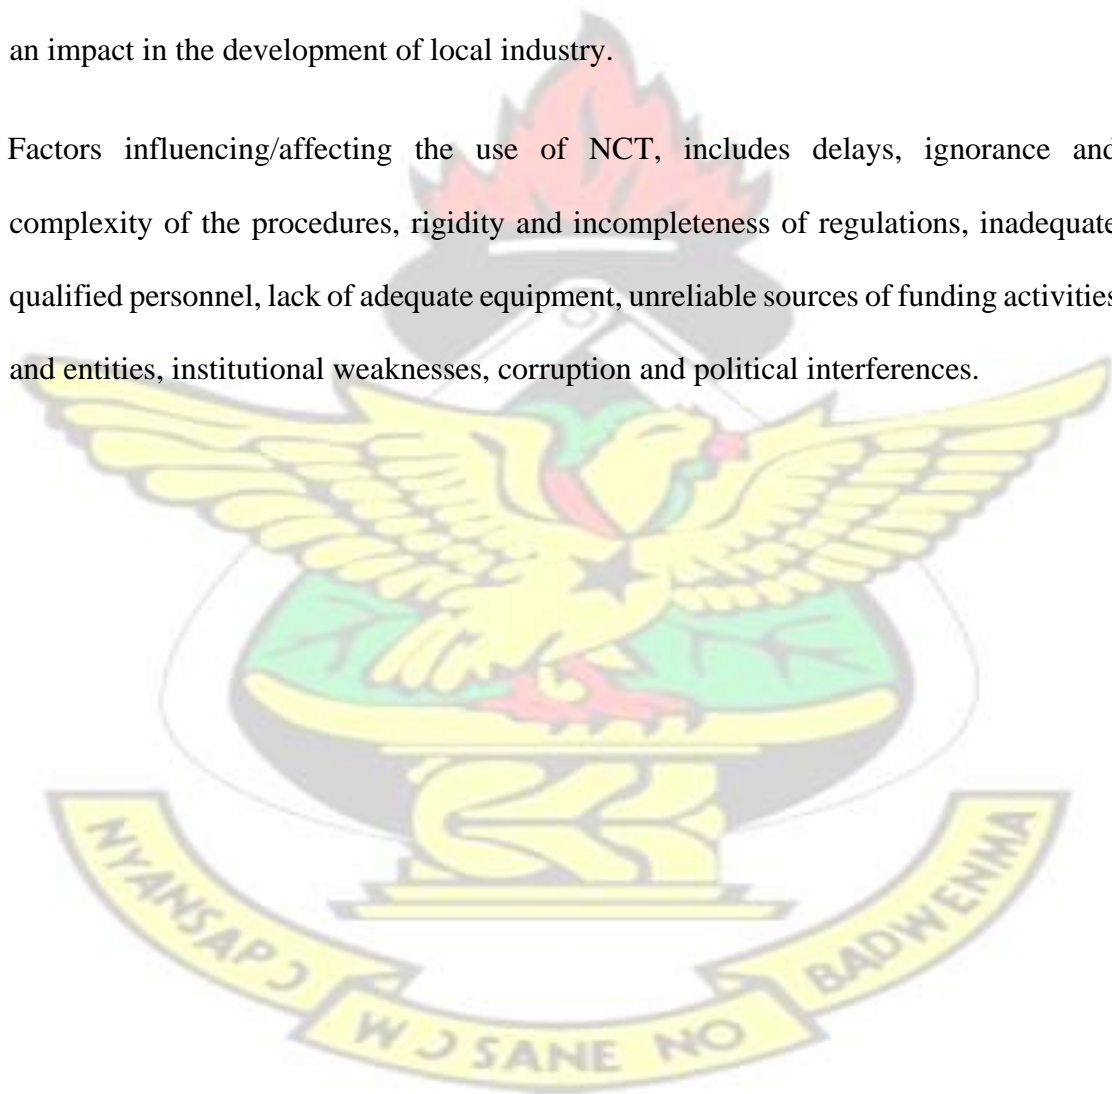 an impact in the development of local industry.
Factors influencing/affecting the use of NCT, includes delays, ignorance and
complexity of the procedures, rigidity and incompleteness of regulations, inadequate
qualified personnel, lack of adequate equipment, unreliable sources of funding activities
and entities, institutional weaknesses, corruption and political interferences.
NYANSAPƆ
WƆSANE NO
BADWENMA